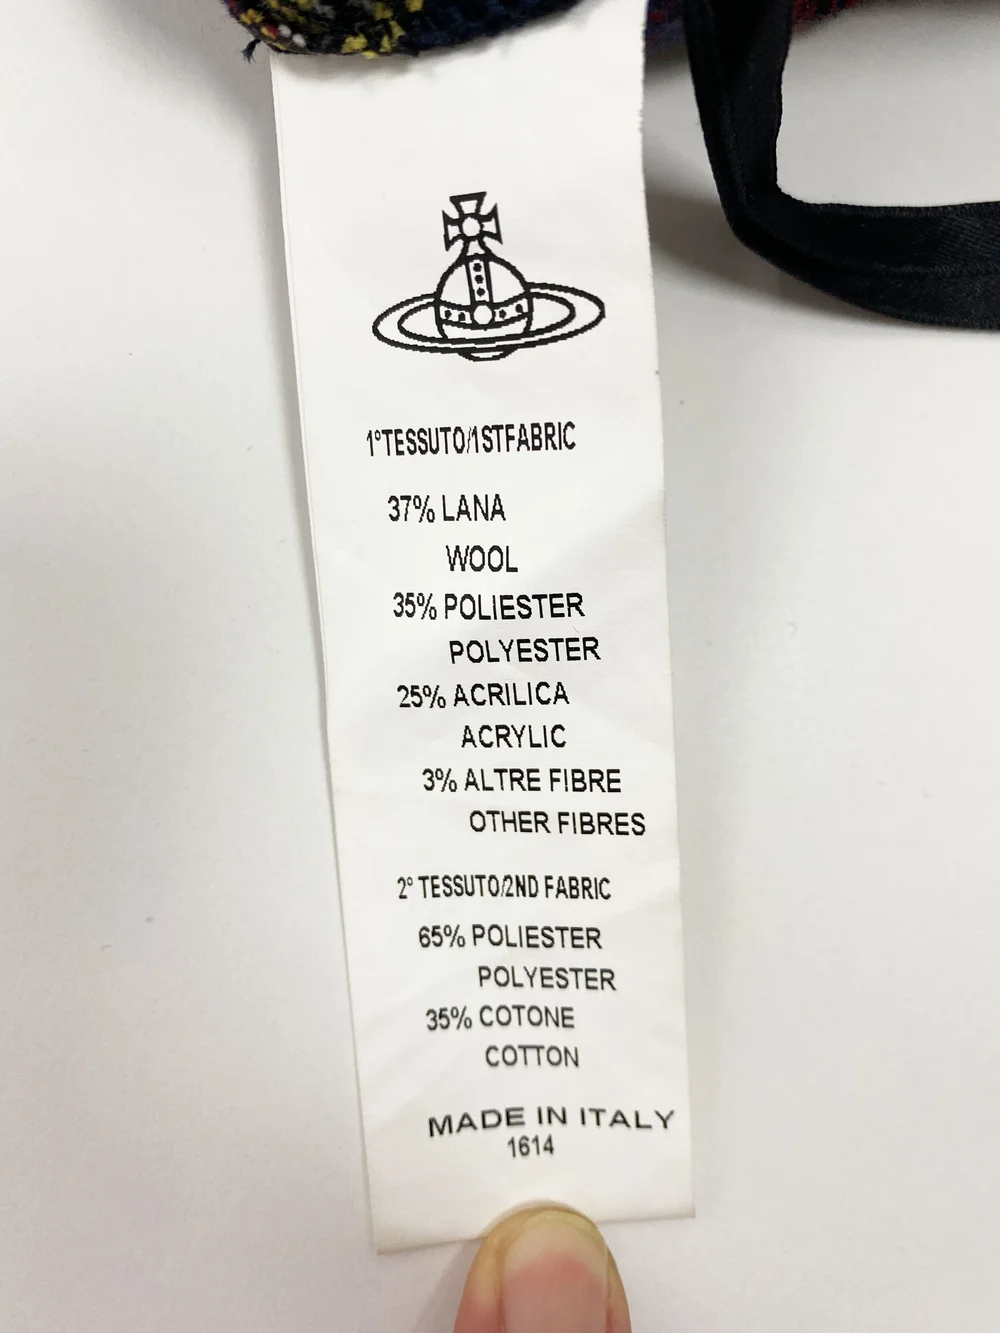 1°TESSUTO/1STFABRIC
37% LANA
WOOL
35% POLIESTER
POLYESTER
25% ACRILICA
ACRYLIC
3% ALTRE FIBRE
OTHER FIBRES
2° TESSUTO/2ND FABRIC
65% POLIESTER
POLYESTER
35% COTONE
COTTON
MADE IN ITALY
1614